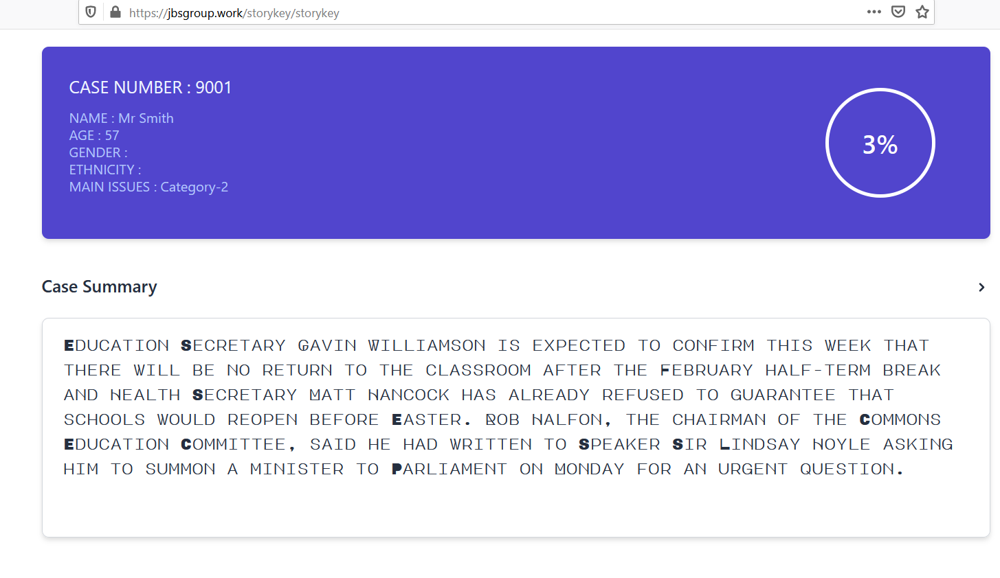 https://jbsgroup.work/storykey/storykey
CASE NUMBER : 9001
NAME : Mr Smith
AGE : 57
GENDER :
ETHNICITY :
MAIN ISSUES : Category-2
3%
Case Summary
EDUCATION SECRETARY GAVIN WILLIAMSON IS EXPECTED TO CONFIRM THIS WEEK THAT
THERE WILL BE NO RETURN TO THE CLASSROOM AFTER THE FEBRUARY HALF-TERM BREAK
AND HEALTH SECRETARY MATT HANCOCK HAS ALREADY REFUSED TO GUARANTEE THAT
SCHOOLS WOULD REOPEN BEFORE EASTER. ROB HALFON, THE CHAIRMAN OF THE COMMONS
EDUCATION COMMITTEE, SAID HE HAD WRITTEN TO SPEAKER SIR LINDSAY HOYLE ASKING
HIM TO SUMMON A MINISTER TO PARLIAMENT ON MONDAY FOR AN URGENT QUESTION.